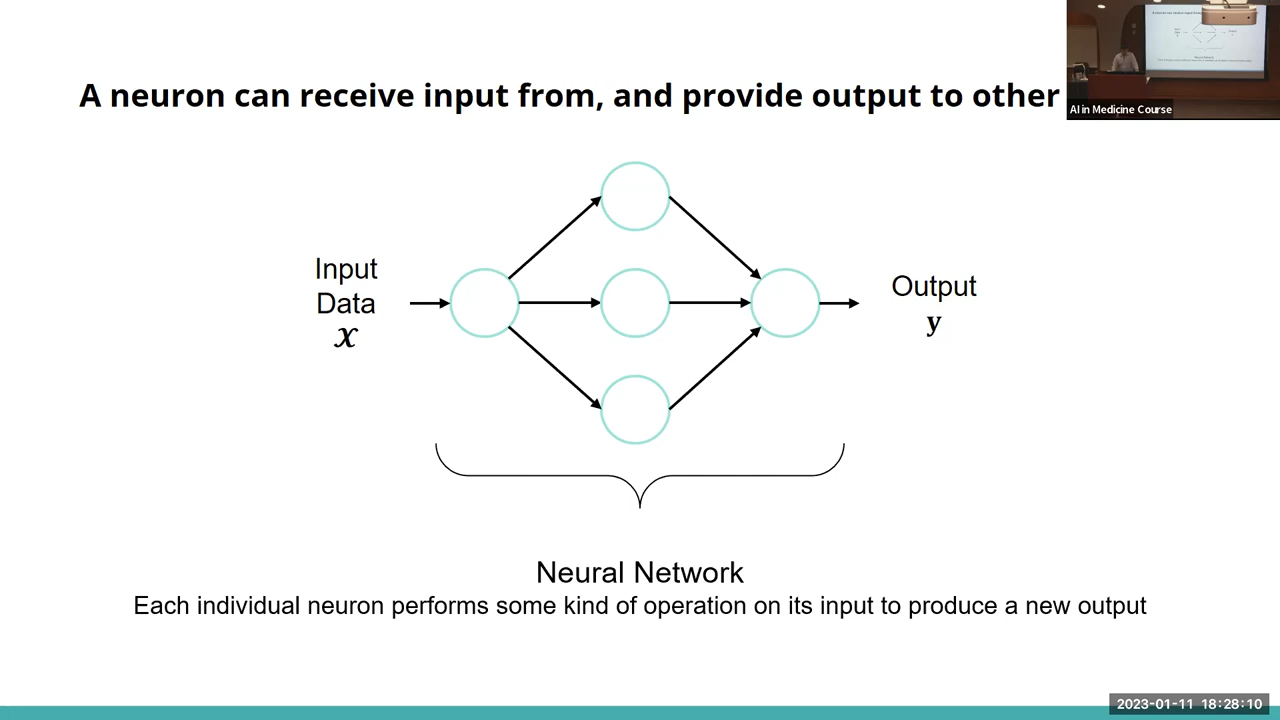 A neuron can receive input from, and provide output to other
AI in Medicine Course
Input
Data
x
Output
y
Neural Network
Each individual neuron performs some kind of operation on its input to produce a new output
2023-01-11 18:28:10